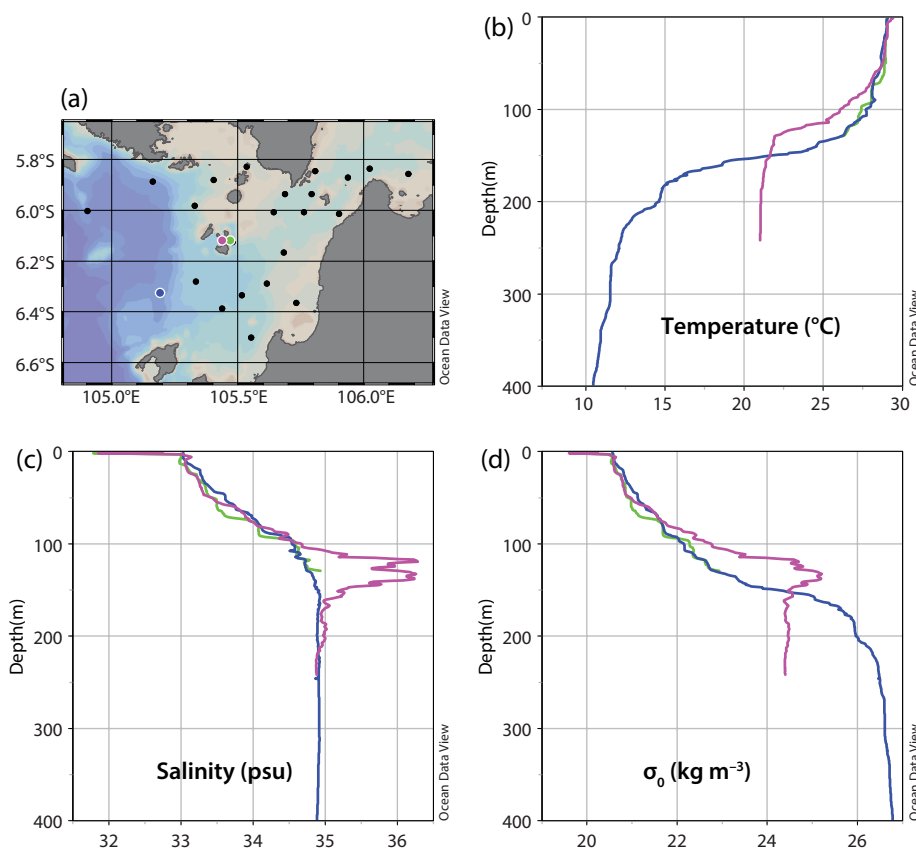 (a)
5.8°S
6.0°S
6.2°S
6.4°S
6.6°S
105.0°E 105.5°E 106.0°E
Ocean Data View
(b)
0
100
200
300
400
Depth(m)
10 15 20 25 30
Temperature (°C)
Ocean Data View
(c)
0
100
200
300
400
Depth(m)
32 33 34 35 36
Salinity (psu)
Ocean Data View
(d)
0
100
200
300
400
Depth(m)
20 22 24 26
σ₀ (kg m⁻³)
Ocean Data View